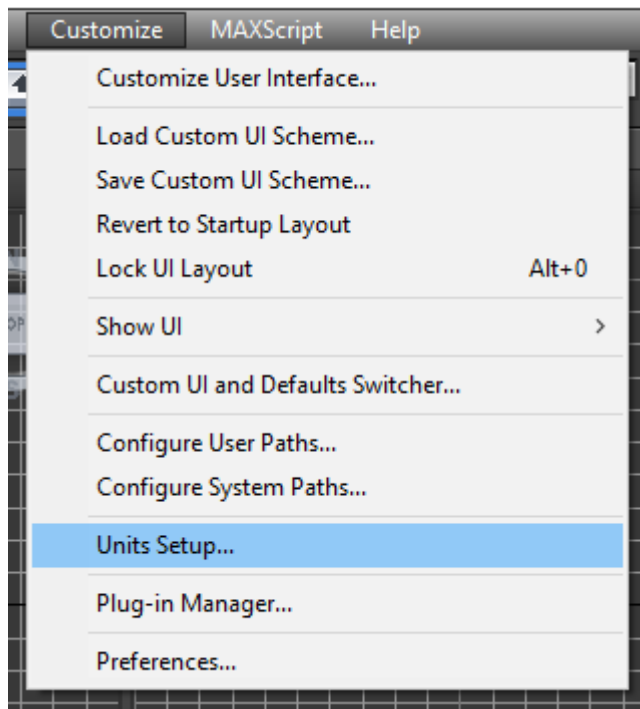 Customize MAXScript Help
Customize User Interface...
Load Custom UI Scheme...
Save Custom UI Scheme...
Revert to Startup Layout
Lock UI Layout Alt+0
Show UI
Custom UI and Defaults Switcher...
Configure User Paths...
Configure System Paths...
Units Setup...
Plug-in Manager...
Preferences...